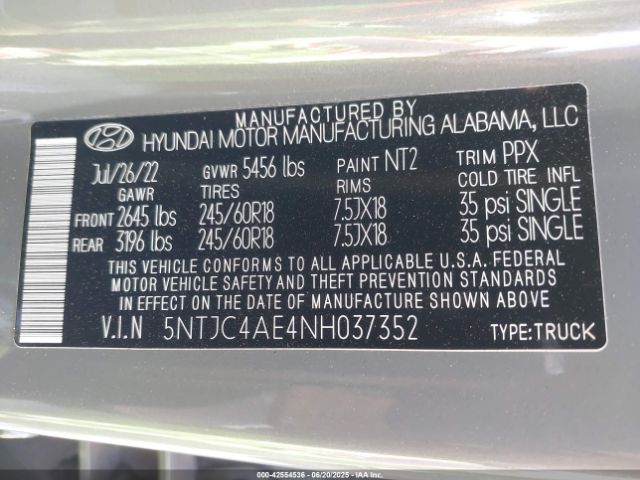 MANUFACTURED BY
HYUNDAI MOTOR MANUFACTURING ALABAMA, LLC
Jul/26/22 GVWR 5456 lbs PAINT NT2 TRIM PPX
GAWR TIRES RIMS COLD TIRE INFL
FRONT 2645 lbs 245/60R18 7.5JX18 35 psi SINGLE
REAR 3196 lbs 245/60R18 7.5JX18 35 psi SINGLE
THIS VEHICLE CONFORMS TO ALL APPLICABLE U.S.A. FEDERAL
MOTOR VEHICLE SAFETY AND THEFT PREVENTION STANDARDS
IN EFFECT ON THE DATE OF MANUFACTURE SHOWN ABOVE.
V.I.N 5NTJC4AE4NH037352 TYPE:TRUCK
000-42554536 - 06/20/2025 - IAA Inc.